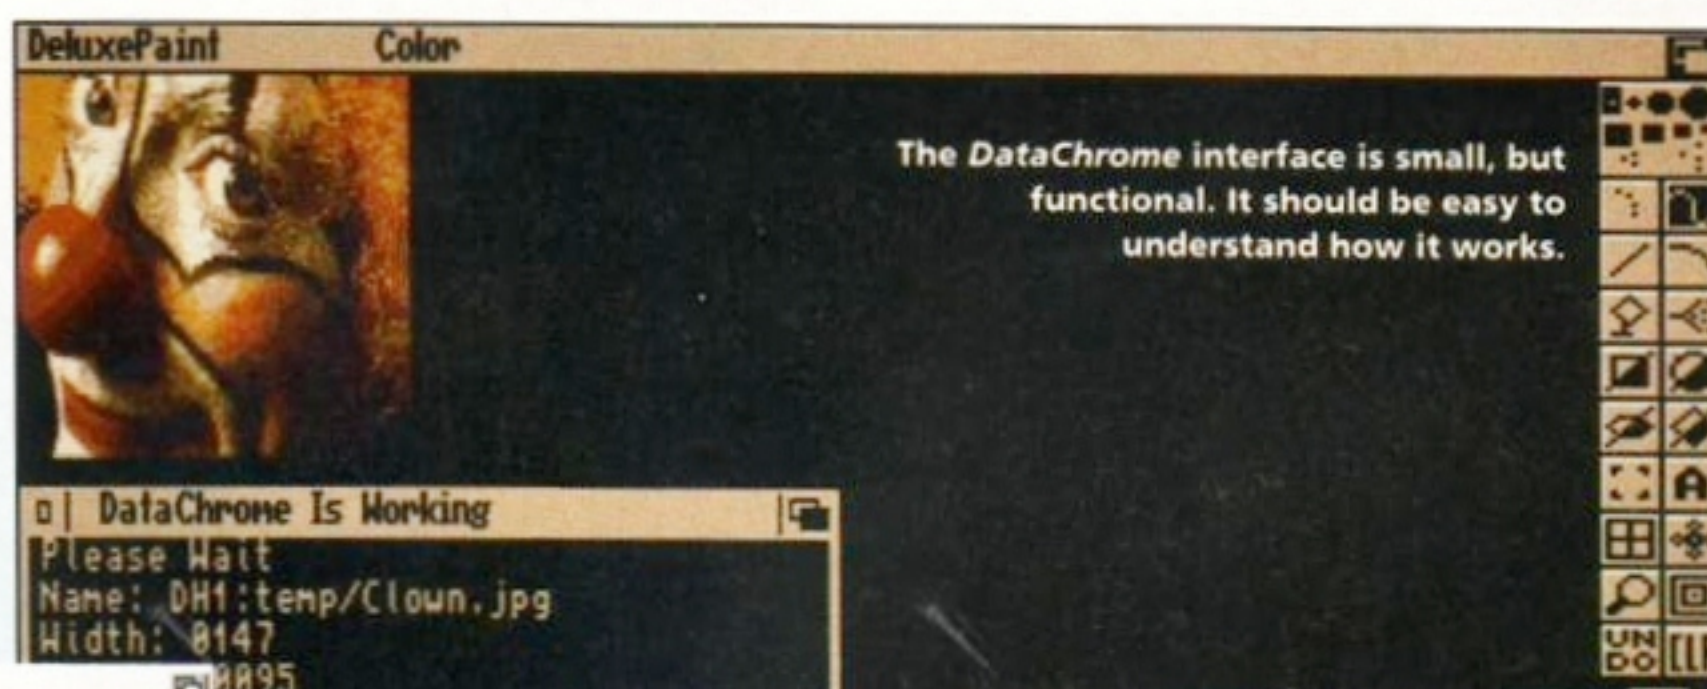 DeluxePaint Color
The DataChrome interface is small, but
functional. It should be easy to
understand how it works.
DataChrome Is Working
Please Wait
Name: DH1:temp/Clown.jpg
Width: 0147
0095
A
UN
DO